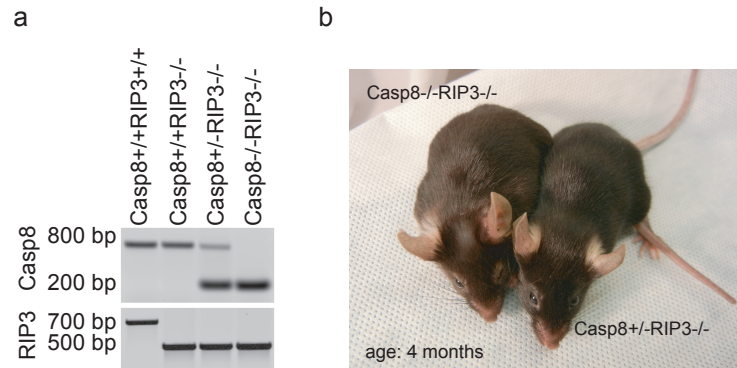 a
b
Casp8+/+RIP3+/+
Casp8+/+RIP3-/-
Casp8+/-RIP3-/-
Casp8-/-RIP3-/-
Casp8
800 bp
200 bp
RIP3
700 bp
500 bp
Casp8-/-RIP3-/-
Casp8+/-RIP3-/-
age: 4 months